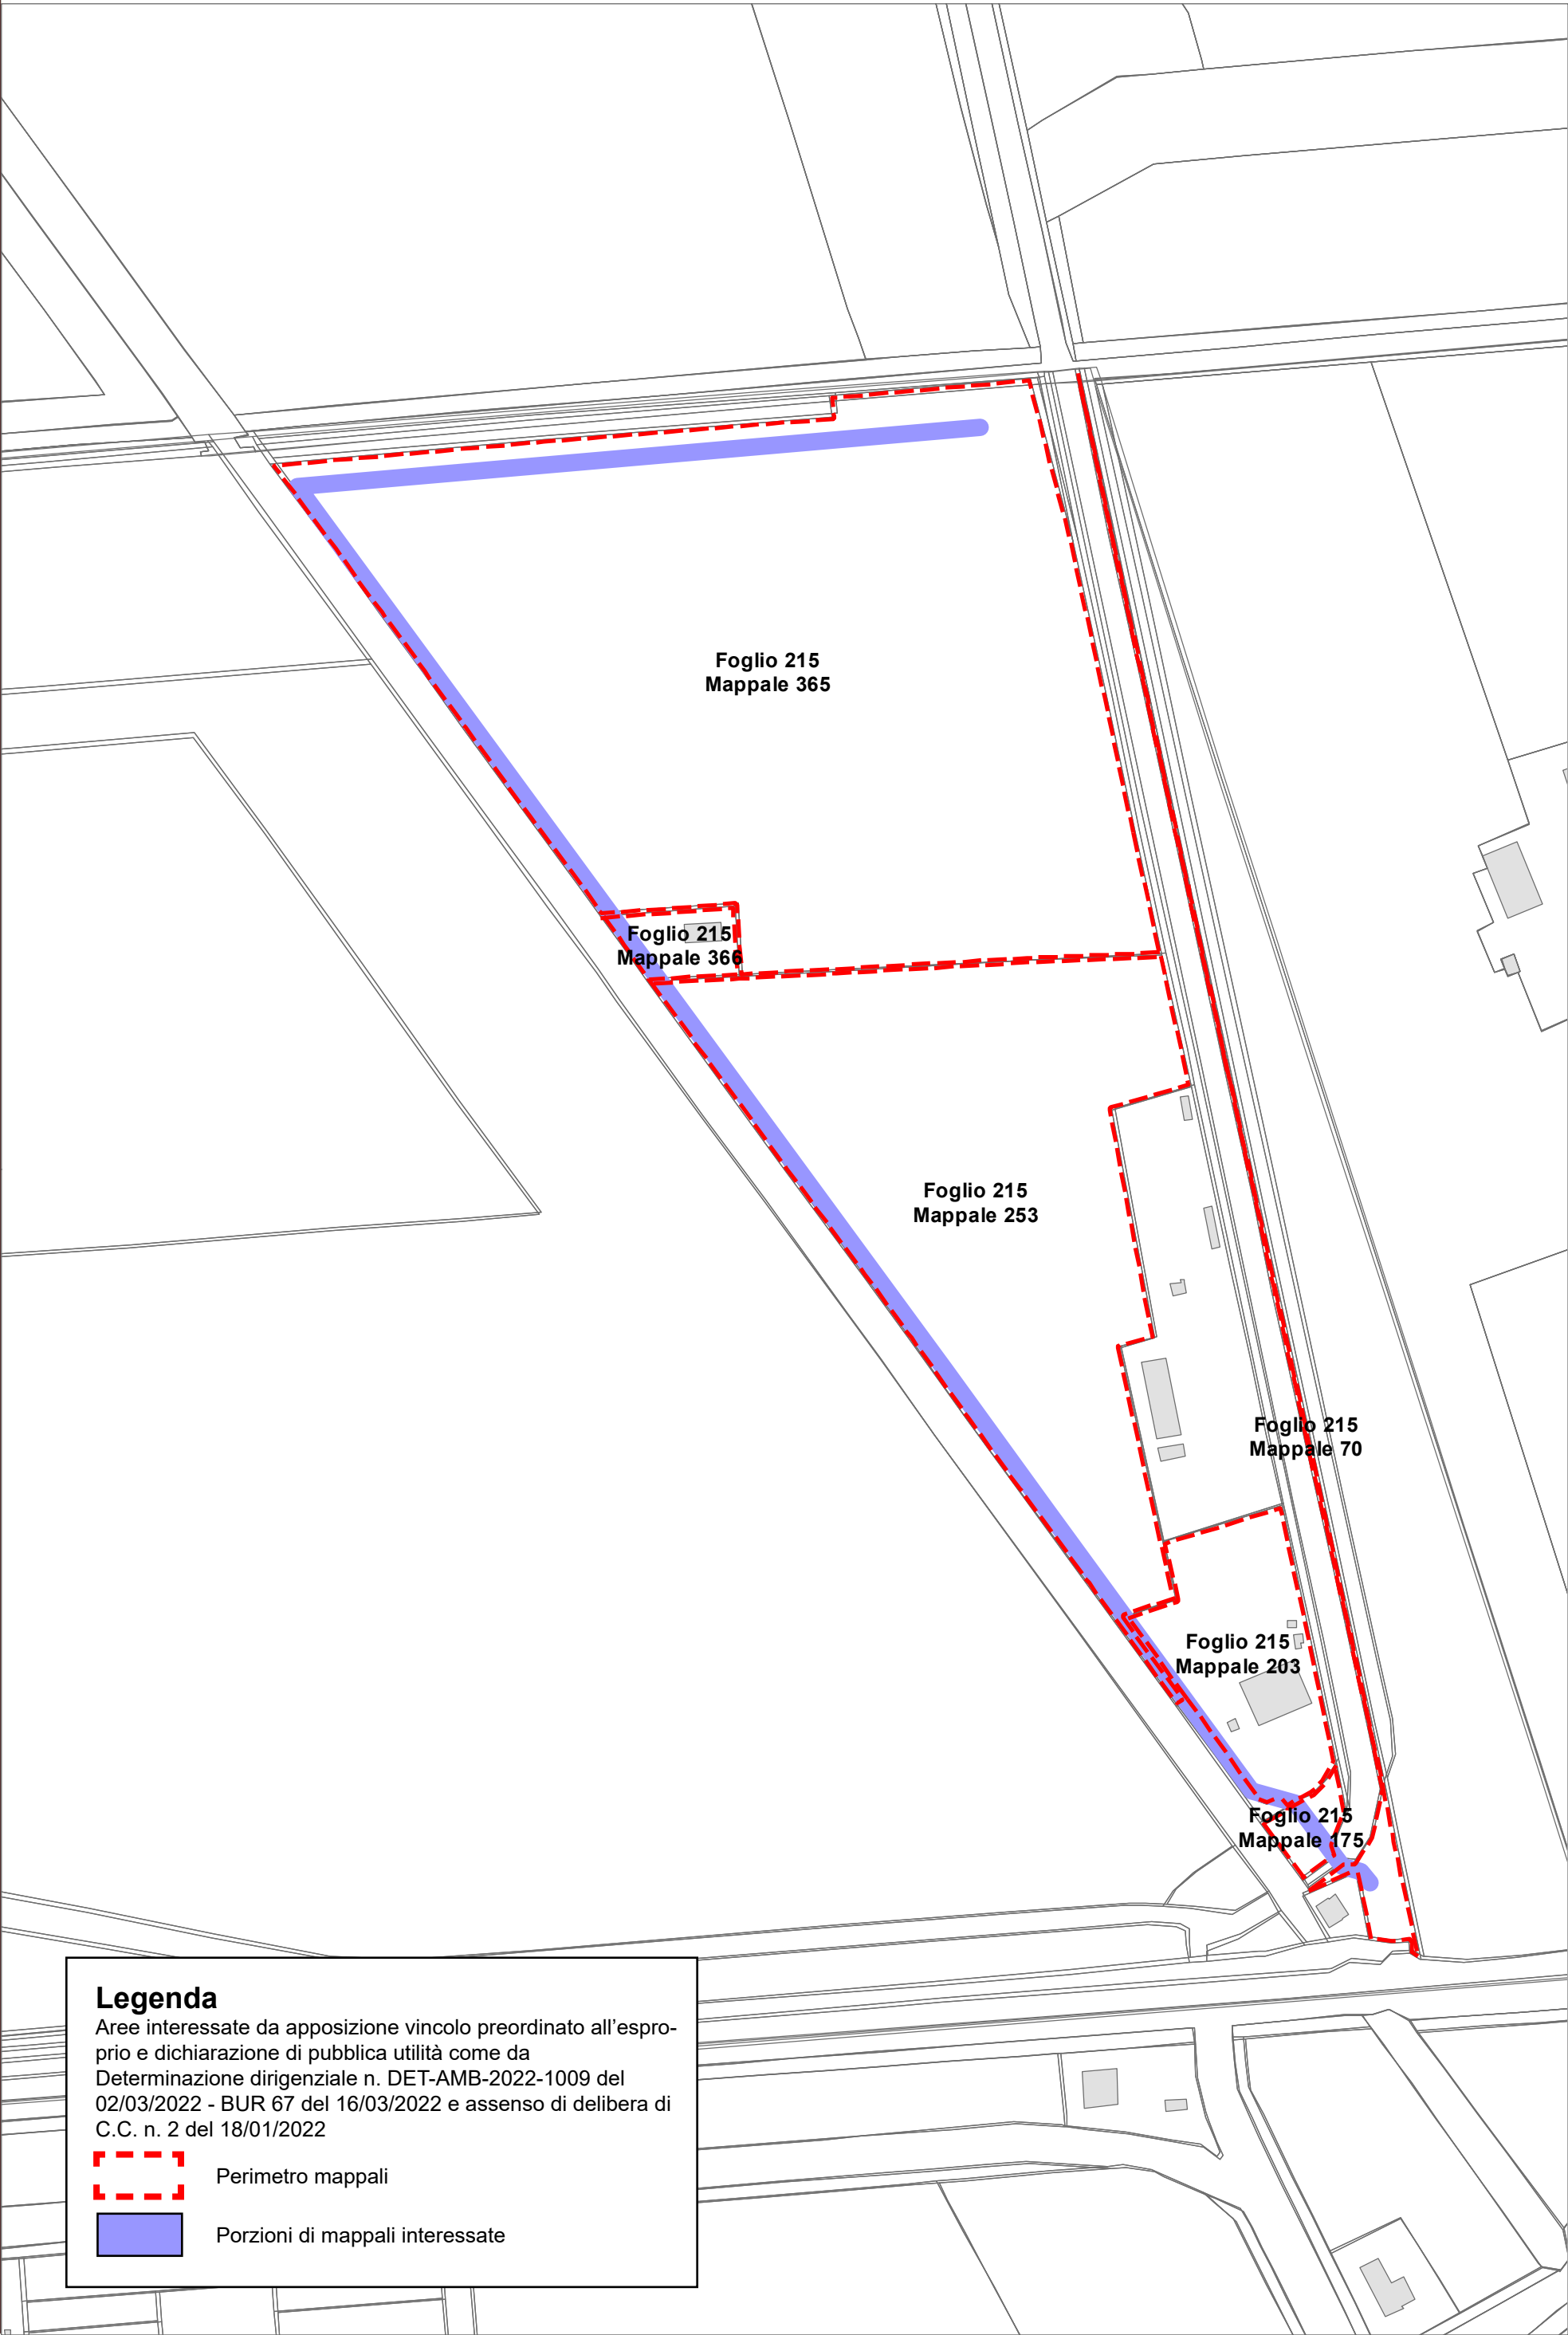 Foglio 215
Mappale 365
Foglio 215
Mappale 366
Foglio 215
Mappale 253
Foglio 215
Mappale 70
Foglio 215
Mappale 203
Foglio 215
Mappale 175
Legenda
Aree interessate da apposizione vincolo preordinato all’espro-
prio e dichiarazione di pubblica utilità come da
Determinazione dirigenziale n. DET-AMB-2022-1009 del
02/03/2022 - BUR 67 del 16/03/2022 e assenso di delibera di
C.C. n. 2 del 18/01/2022
Perimetro mappali
Porzioni di mappali interessate